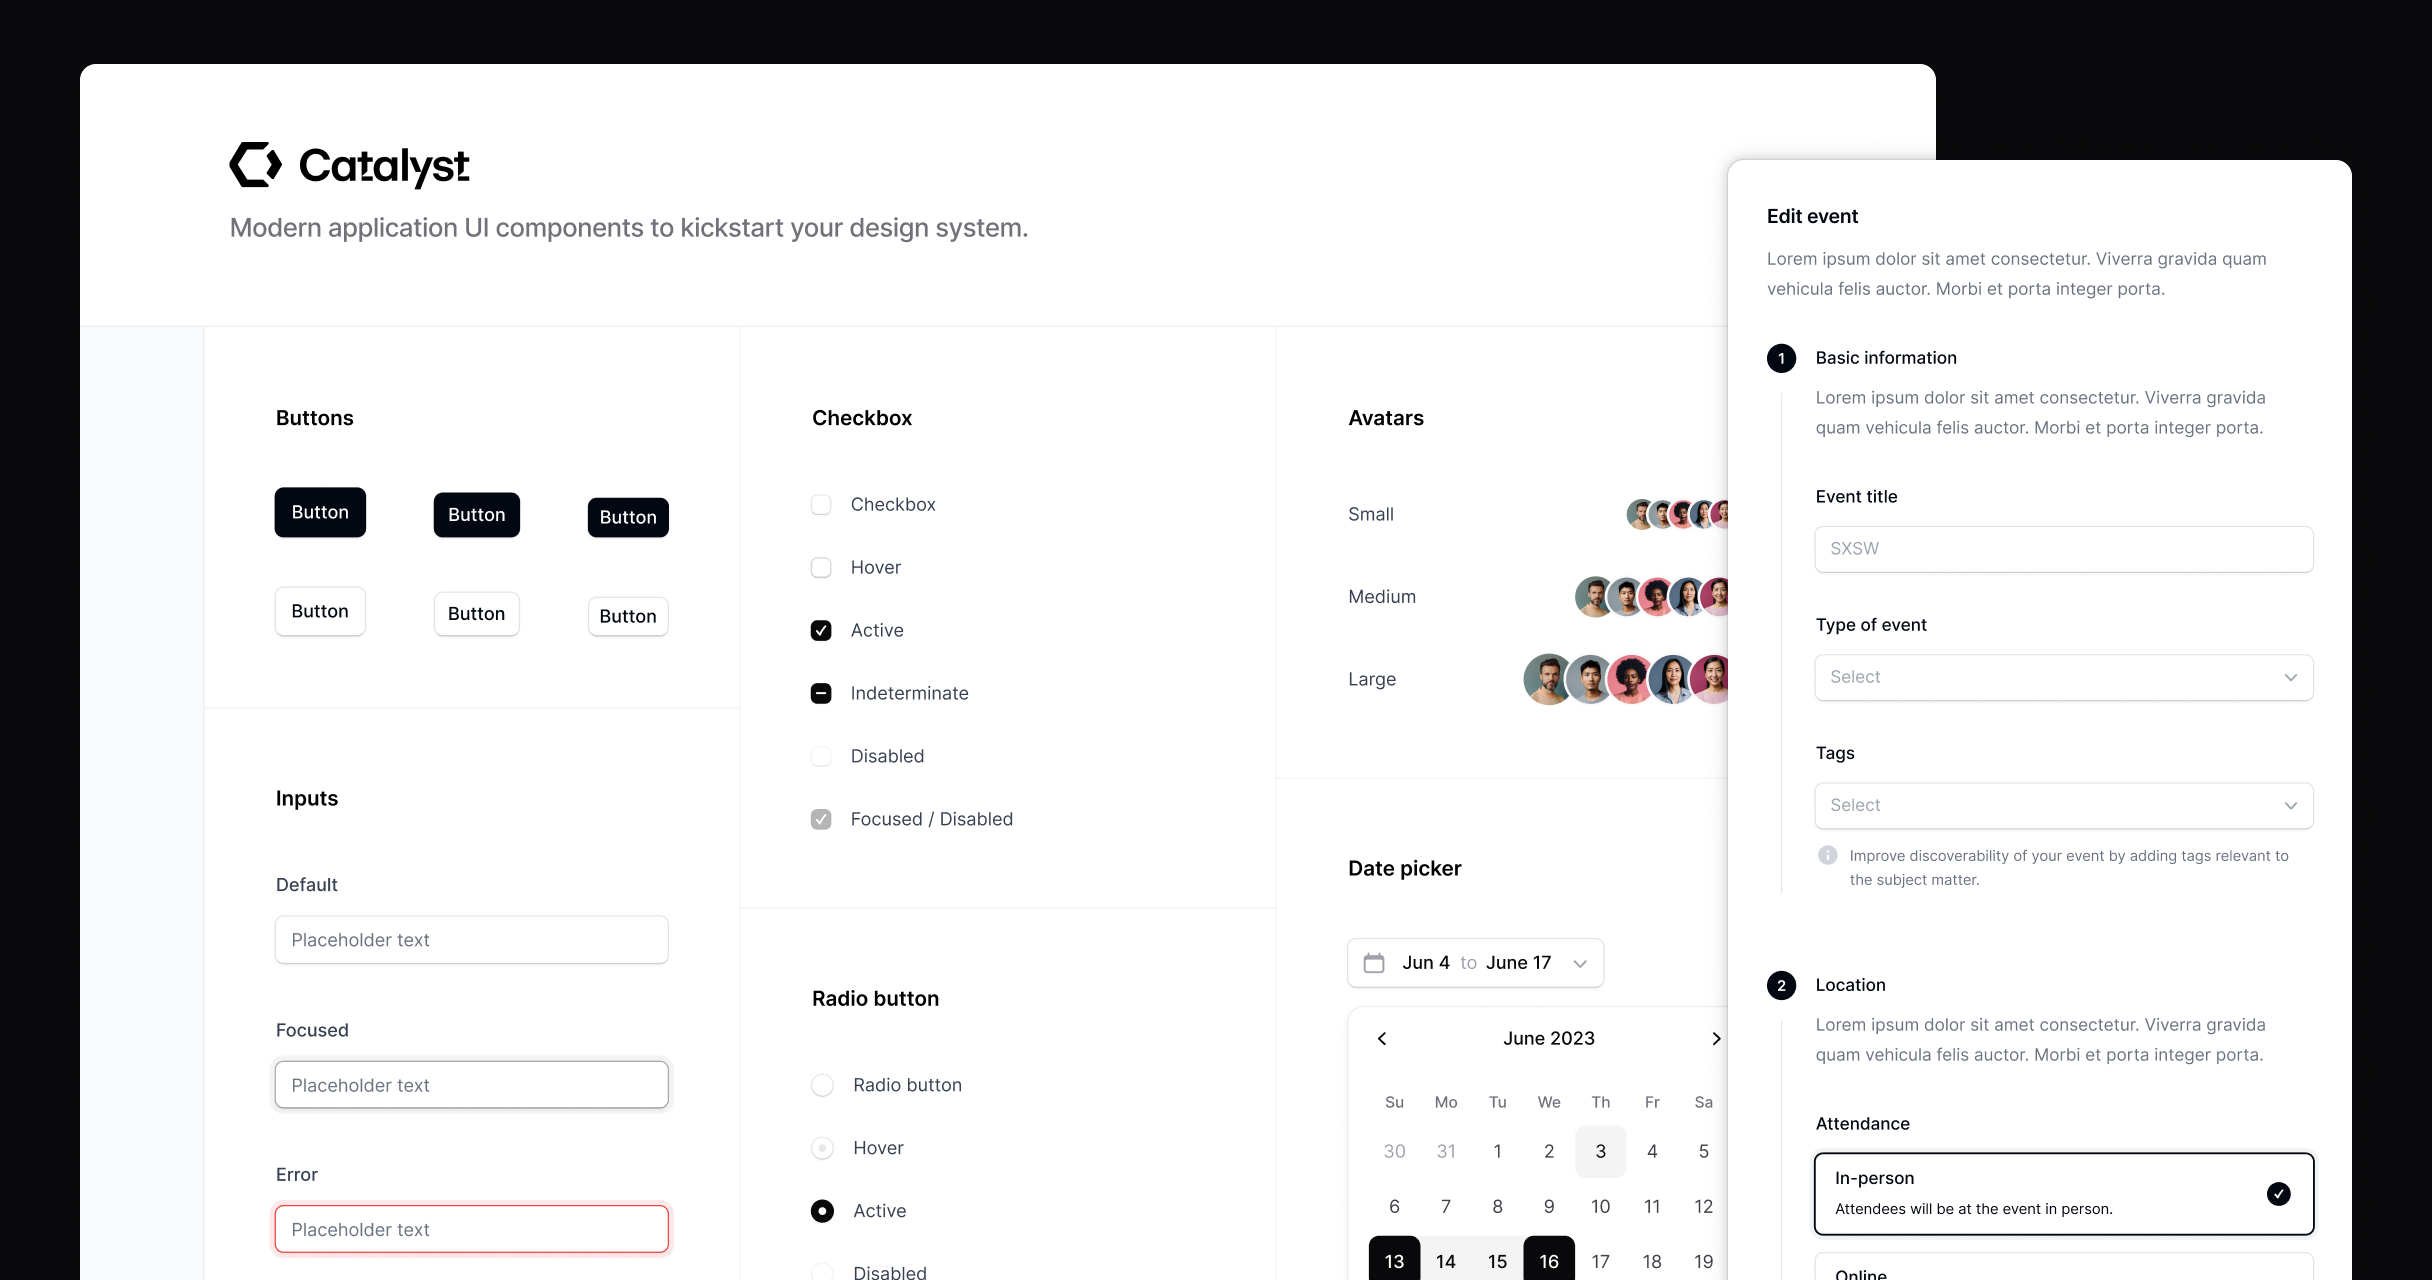 Catalyst
Modern application UI components to kickstart your design system.
Buttons
Button
Button
Button
Button
Button
Button
Inputs
Default
Placeholder text
Focused
Placeholder text
Error
Placeholder text
Checkbox
Checkbox
Hover
Active
Indeterminate
Disabled
Focused / Disabled
Radio button
Radio button
Hover
Active
Disabled
Avatars
Small
Medium
Large
Date picker
Jun 4 to June 17
June 2023
Su Mo Tu We Th Fr Sa
30 31 1 2 3 4 5
6 7 8 9 10 11 12
13 14 15 16 17 18 19
Edit event
Lorem ipsum dolor sit amet consectetur. Viverra gravida quam
vehicula felis auctor. Morbi et porta integer porta.
1 Basic information
Lorem ipsum dolor sit amet consectetur. Viverra gravida
quam vehicula felis auctor. Morbi et porta integer porta.
Event title
SXSW
Type of event
Select
Tags
Select
Improve discoverability of your event by adding tags relevant to
the subject matter.
2 Location
Lorem ipsum dolor sit amet consectetur. Viverra gravida
quam vehicula felis auctor. Morbi et porta integer porta.
Attendance
In-person
Attendees will be at the event in person.
Online